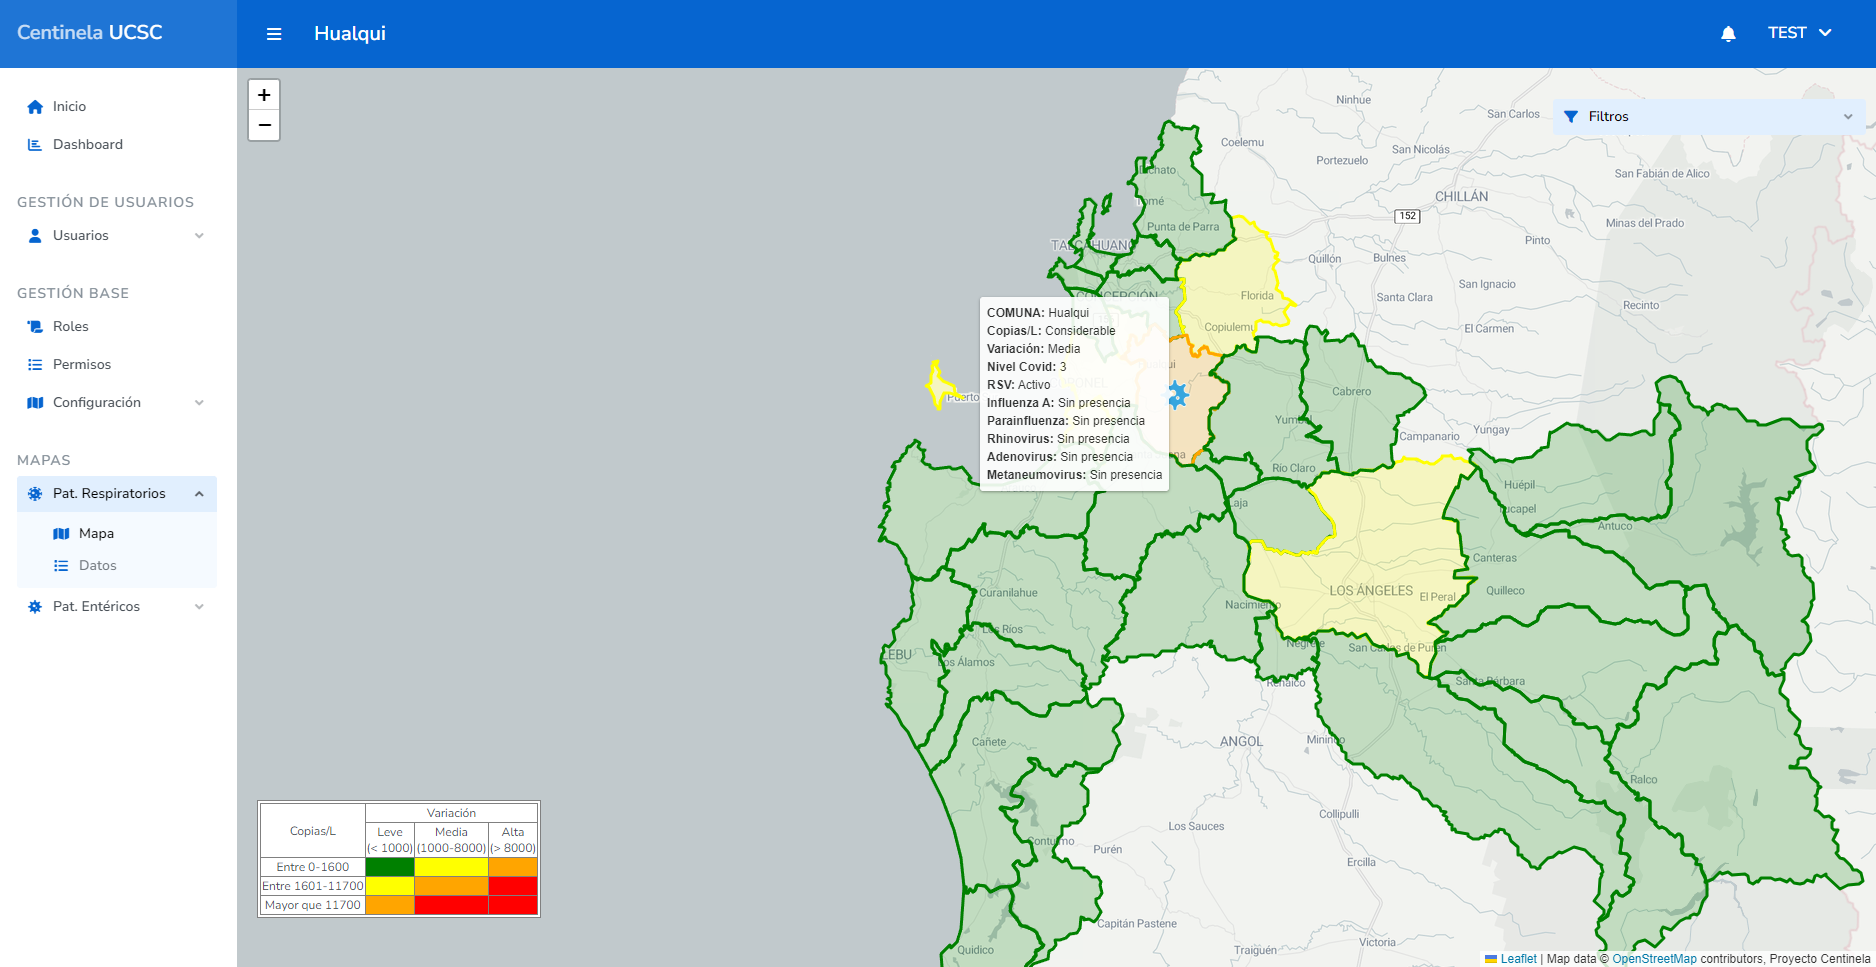 Centinela UCSC
Hualqui
TEST
Inicio
Dashboard
GESTIÓN DE USUARIOS
Usuarios
GESTIÓN BASE
Roles
Permisos
Configuración
MAPAS
Pat. Respiratorios
Mapa
Datos
Pat. Entéricos
+
−
Filtros
Ninhue
San Carlos
Coelemu
San Nicolás
Portezuelo
San Fabián de Alico
Dichato
CHILLÁN
Tomé
152
Punta de Parra
Minas del Prado
TALCAHUANO
Pinto
Quillón
Bulnes
San Ignacio
CONCEPCIÓN
Florida
Santa Clara
Recinto
Copiulemu
El Carmen
COMUNA: Hualqui
Copias/L: Considerable
Variación: Media
Nivel Covid: 3
RSV: Activo
Influenza A: Sin presencia
Parainfluenza: Sin presencia
Rhinovirus: Sin presencia
Adenovirus: Sin presencia
Metaneumovirus: Sin presencia
Puerto
Cabrero
Yumbel
Campanario
Yungay
Río Claro
Huépil
Tucapel
Laja
Antuco
Canteras
Curanilahue
LOS ÁNGELES
El Peral
Quilleco
Nacimiento
Los Ríos
Negrete
San Carlos de Purén
LEBU
Los Álamos
Renaico
Santa Bárbara
Cañete
ANGOL
Mininco
Ralco
Collipulli
Los Sauces
Contulmo
Purén
Ercilla
Capitán Pastene
Quidico
Traiguén
Victoria
Copias/L
Variación
Leve (< 1000)
Media (1000-8000)
Alta (> 8000)
Entre 0-1600
Entre 1601-11700
Mayor que 11700
Leaflet | Map data © OpenStreetMap contributors, Proyecto Centinela